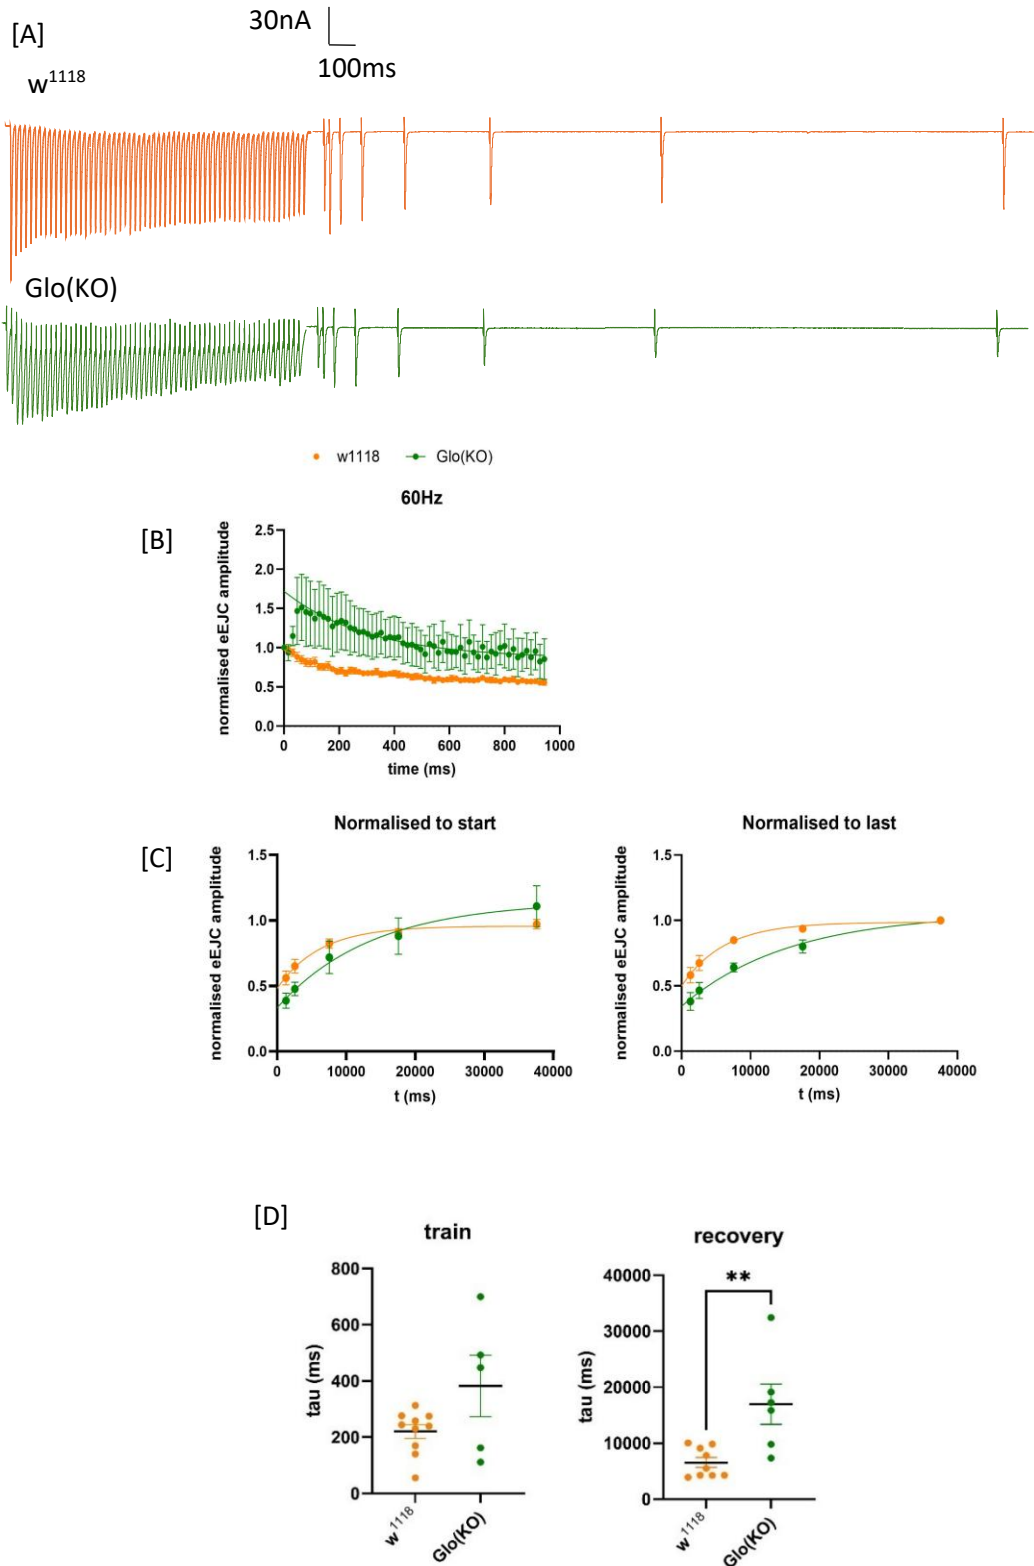 [A]
30nA
100ms
w1118
Glo(KO)
w1118 Glo(KO)
60Hz
[B]
normalised eEJC amplitude
2.5
2.0
1.5
1.0
0.5
0.0
0 200 400 600 800 1000
time (ms)
[C]
Normalised to start
normalised eEJC amplitude
1.5
1.0
0.5
0.0
0 10000 20000 30000 40000
t (ms)
Normalised to last
normalised eEJC amplitude
1.5
1.0
0.5
0.0
0 10000 20000 30000 40000
t (ms)
[D]
train
tau (ms)
800
600
400
200
0
w1118 Glo(KO)
recovery
**
tau (ms)
40000
30000
20000
10000
0
w1118 Glo(KO)